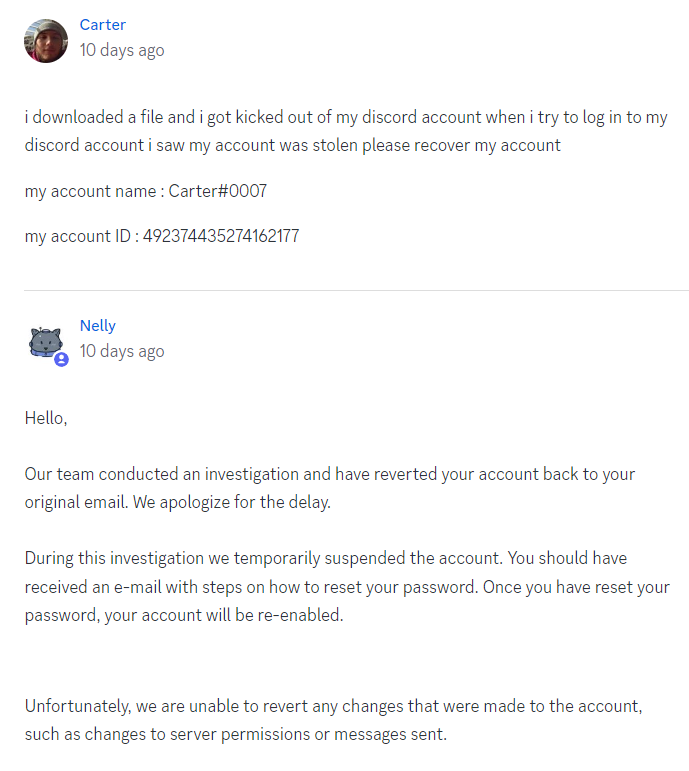 Carter
10 days ago
i downloaded a file and i got kicked out of my discord account when i try to log in to my
discord account i saw my account was stolen please recover my account
my account name : Carter#0007
my account ID : 492374435274162177
Nelly
10 days ago
Hello,
Our team conducted an investigation and have reverted your account back to your
original email. We apologize for the delay.
During this investigation we temporarily suspended the account. You should have
received an e-mail with steps on how to reset your password. Once you have reset your
password, your account will be re-enabled.
Unfortunately, we are unable to revert any changes that were made to the account,
such as changes to server permissions or messages sent.